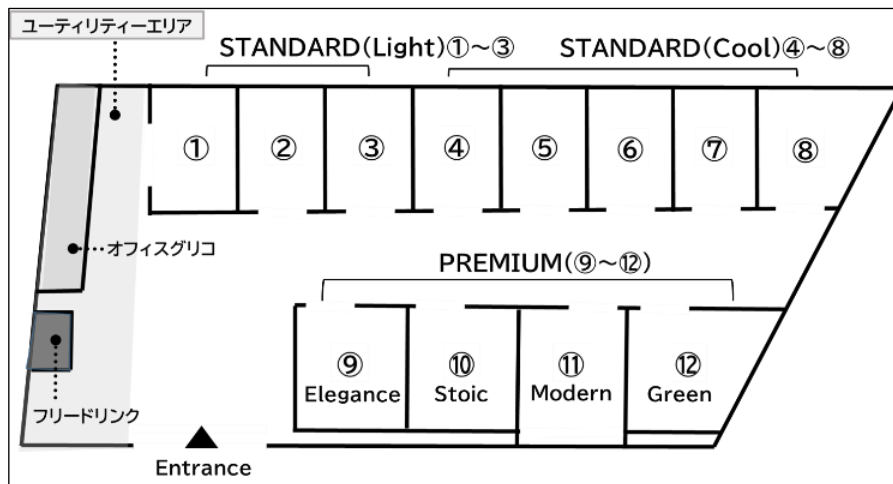 ユーティリティーエリア
STANDARD(Light)①～③
STANDARD(Cool)④～⑧
①
②
③
④
⑤
⑥
⑦
⑧
オフィスグリコ
PREMIUM(⑨～⑫)
⑨
Elegance
⑩
Stoic
⑪
Modern
⑫
Green
フリードリンク
Entrance